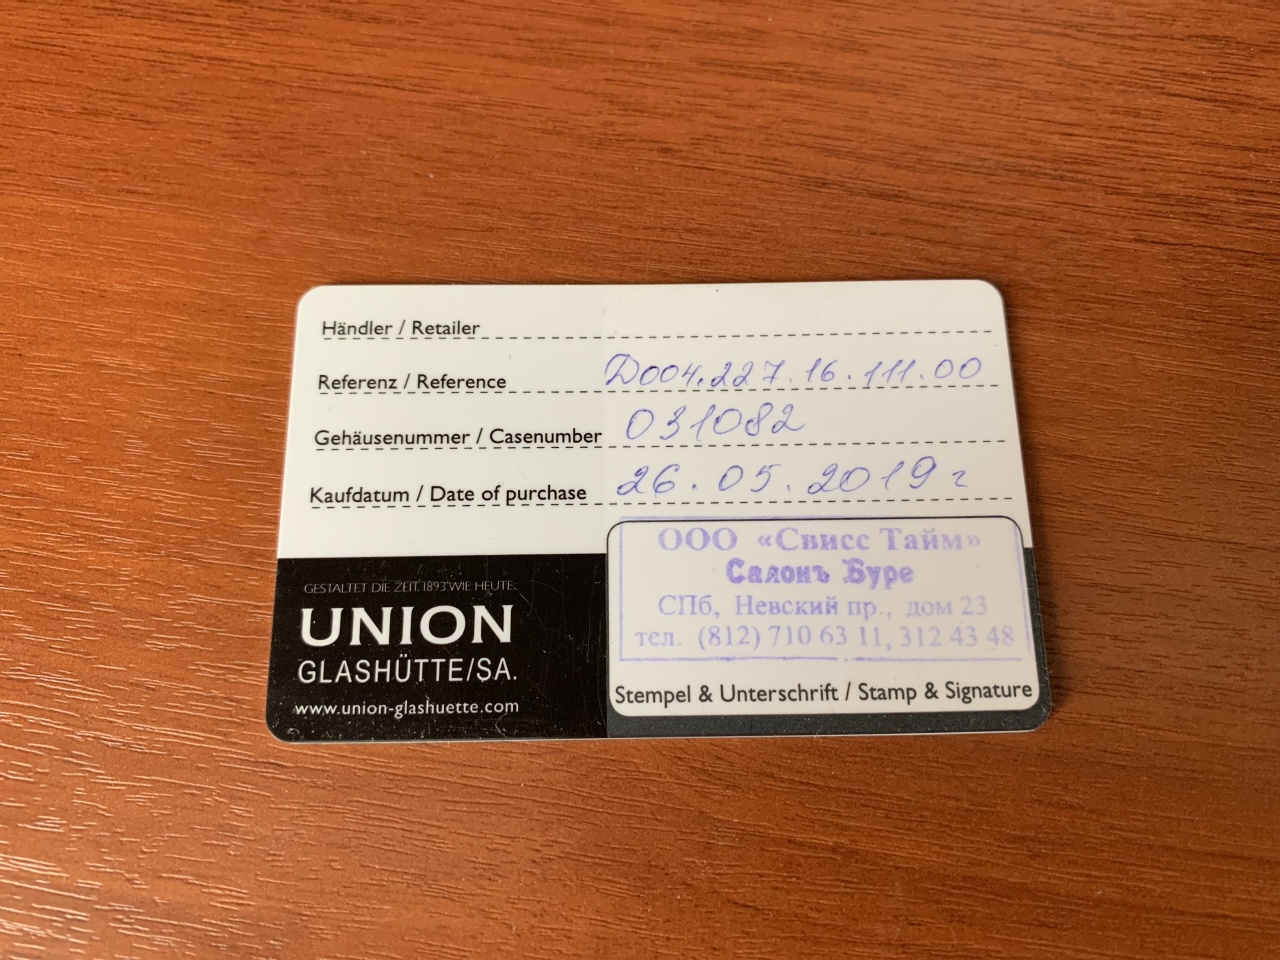 Händler / Retailer
Referenz / Reference Д004.227.16.111.00
Gehäusenummer / Casenumber 031082
Kaufdatum / Date of purchase 26.05.2019 г
ООО «Свисс Тайм»
Салонъ Буре
СПб, Невский пр., дом 23
тел. (812) 710 63 11, 312 43 48
Stempel & Unterschrift / Stamp & Signature
GESTALTET DIE ZEIT. 1893 WIE HEUTE.
UNION
GLASHÜTTE/SA.
www.union-glashuette.com